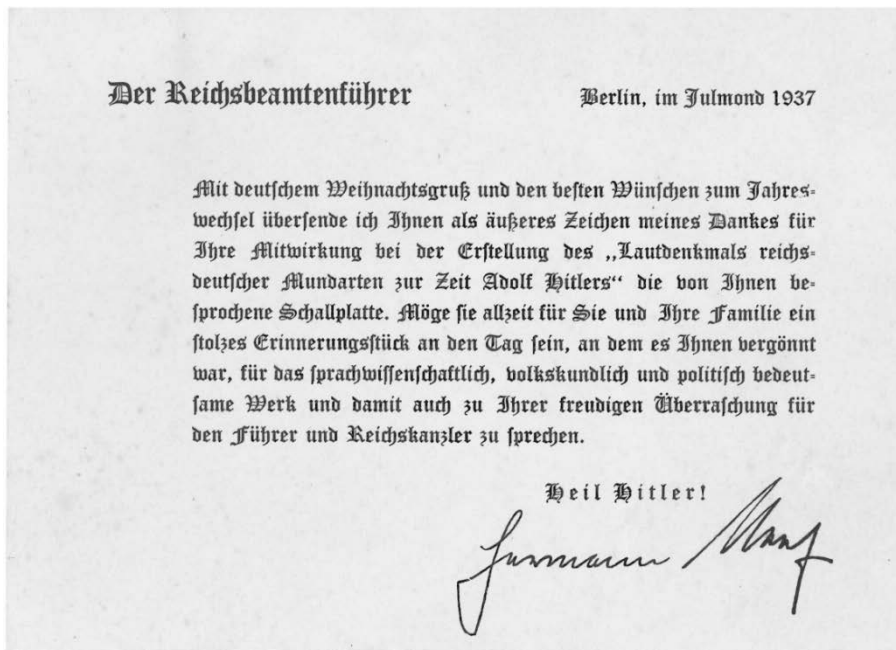 Der Reichsbeamtenführer
Berlin, im Julmond 1937
Mit deutschem Weihnachtsgruß und den besten Wünschen zum Jahres-
wechsel übersende ich Ihnen als äußeres Zeichen meines Dankes für
Ihre Mitwirkung bei der Erstellung des „Lautdenkmals reichs-
deutscher Mundarten zur Zeit Adolf Hitlers“ die von Ihnen be-
sprochene Schallplatte. Möge sie allzeit für Sie und Ihre Familie ein
stolzes Erinnerungsstück an den Tag sein, an dem es Ihnen vergönnt
war, für das sprachwissenschaftlich, volkskundlich und politisch bedeut-
same Werk und damit auch zu Ihrer freudigen Überraschung für
den Führer und Reichskanzler zu sprechen.
Heil Hitler!
Hermann